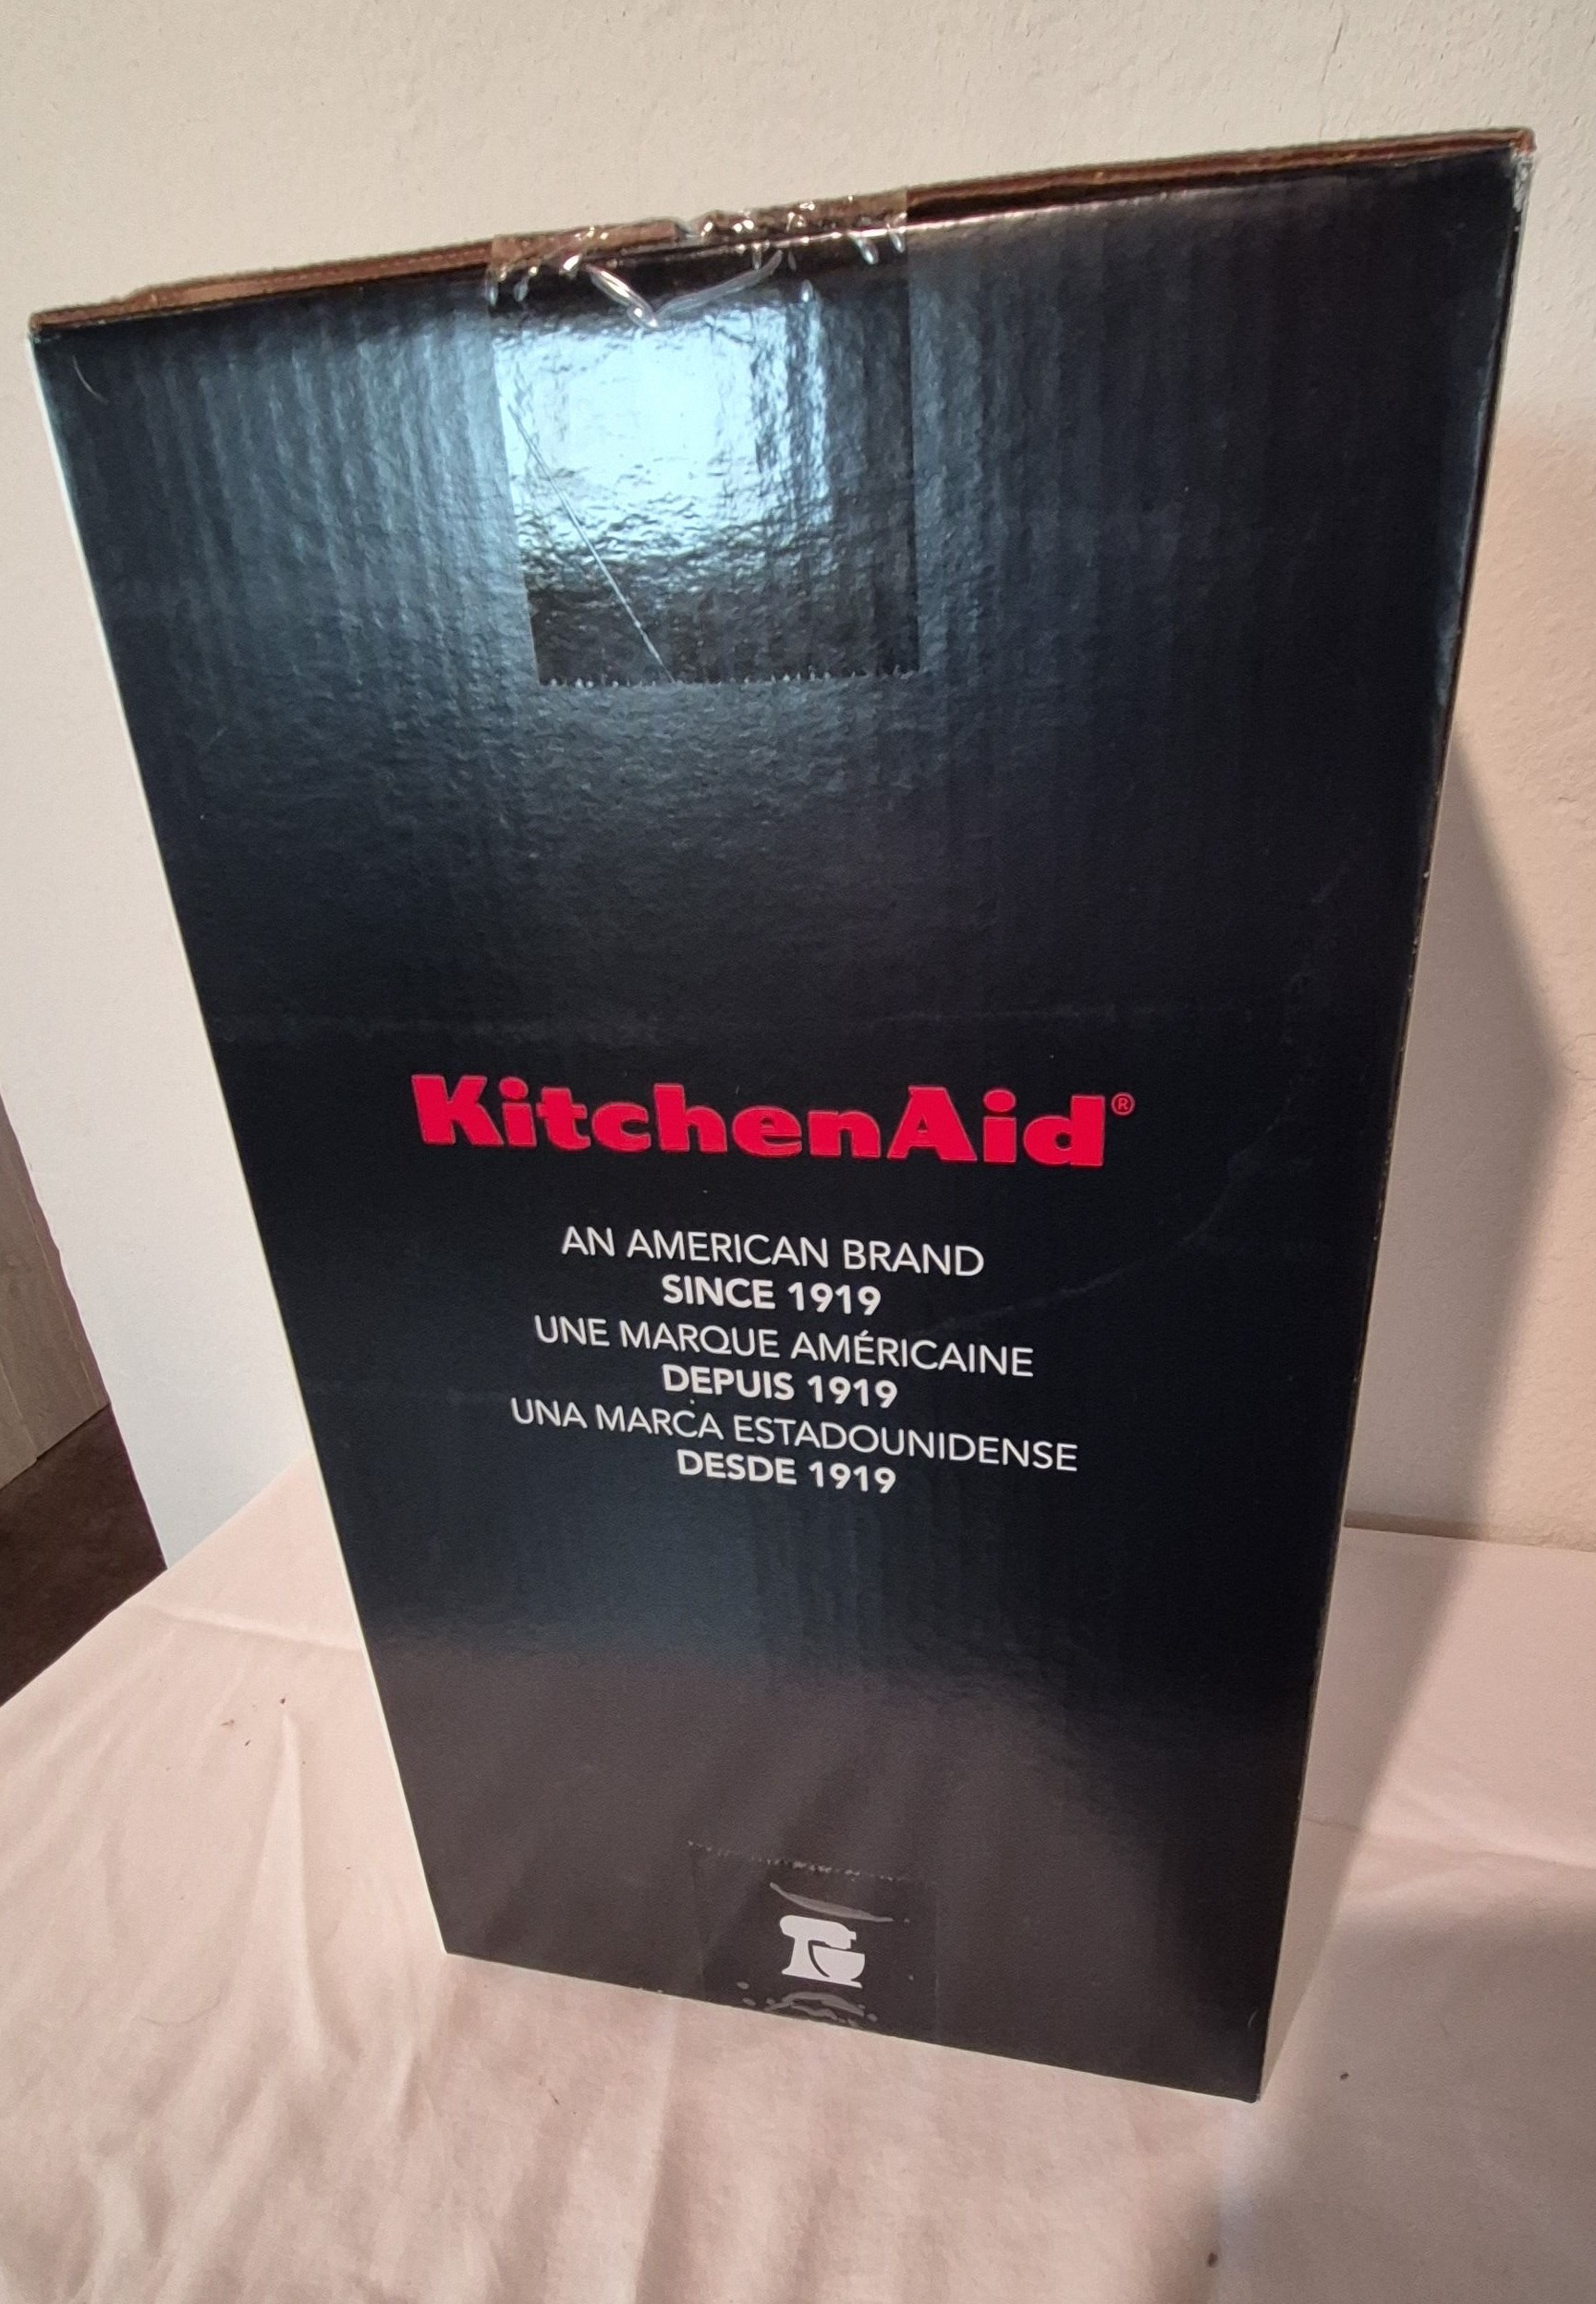 KitchenAid®
AN AMERICAN BRAND
SINCE 1919
UNE MARQUE AMÉRICAINE
DEPUIS 1919
UNA MARCA ESTADOUNIDENSE
DESDE 1919